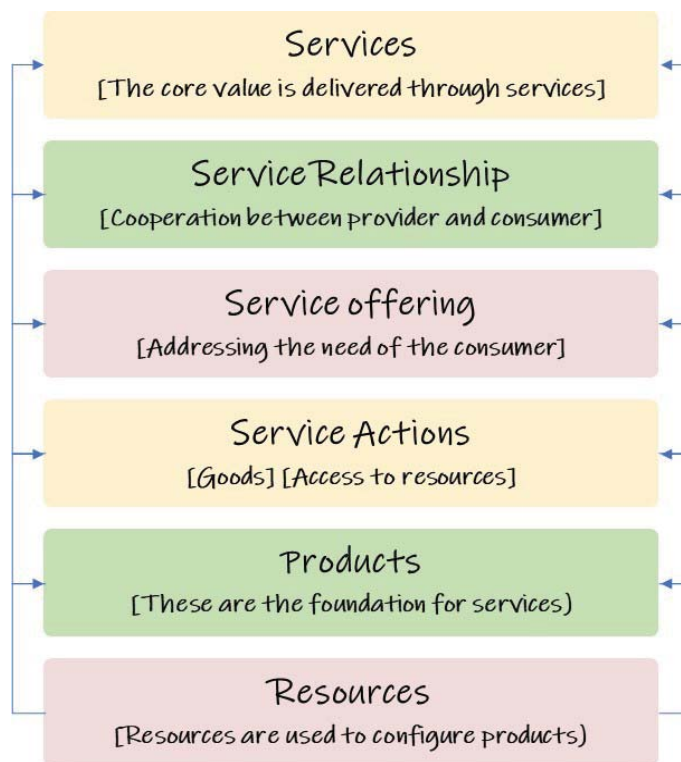 Services
[The core value is delivered through services]
Service Relationship
[Cooperation between provider and consumer]
Service offering
[Addressing the need of the consumer]
Service Actions
[Goods] [Access to resources]
Products
[These are the foundation for services)
Resources
[Resources are used to configure products)